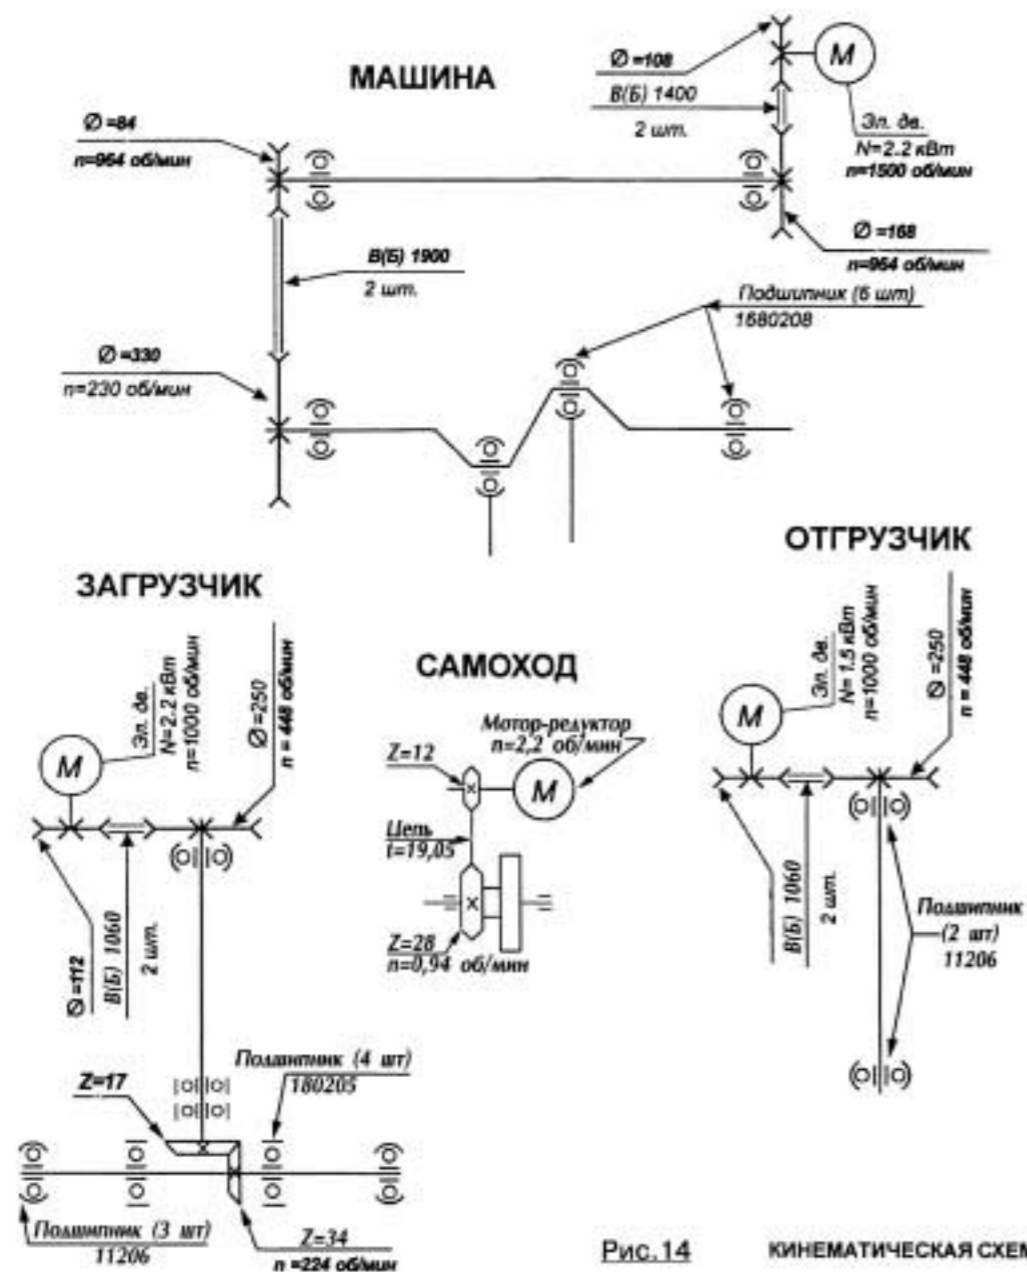 МАШИНА
Ø =108
В(Б) 1400
2 шт.
М
Эл. дв.
N=2.2 кВт
n=1500 об/мин
Ø =84
n=964 об/мин
Ø =168
n=964 об/мин
В(Б) 1900
2 шт.
Подшипник (6 шт)
1680208
Ø =330
n=230 об/мин
ЗАГРУЗЧИК
М
Эл. дв.
N=2.2 кВт
n=1000 об/мин
Ø=250
n = 448 об/мин
Ø=112
В(Б) 1060
2 шт.
Z=17
Подшипник (4 шт)
180205
Подшипник (3 шт)
11206
Z=34
n =224 об/мин
САМОХОД
Мотор-редуктор
n=2,2 об/мин
Z=12
М
Цепь
t=19,05
Z=28
n=0,94 об/мин
ОТГРУЗЧИК
М
Эл. дв.
N= 1.5 кВт
n=1000 об/мин
Ø=250
n = 448 об/мин
В(Б) 1060
2 шт.
Подшипник
(2 шт)
11206
Рис.14
КИНЕМАТИЧЕСКАЯ СХЕМ